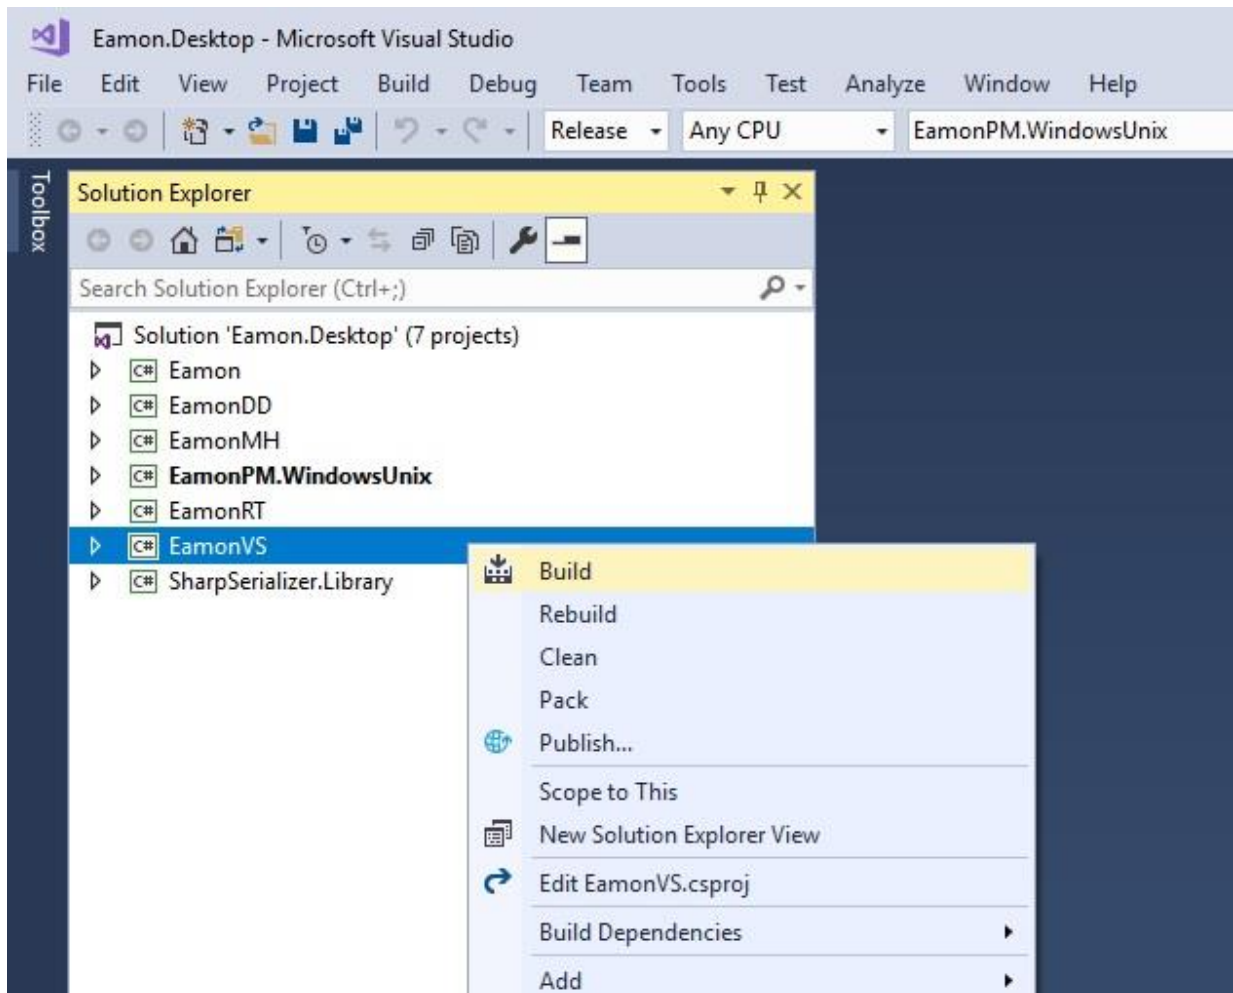 Eamon.Desktop - Microsoft Visual Studio
File Edit View Project Build Debug Team Tools Test Analyze Window Help
Release Any CPU EamonPM.WindowsUnix
Toolbox
Solution Explorer
Search Solution Explorer (Ctrl+;)
Solution 'Eamon.Desktop' (7 projects)
C# Eamon
C# EamonDD
C# EamonMH
C# EamonPM.WindowsUnix
C# EamonRT
C# EamonVS
C# SharpSerializer.Library
Build
Rebuild
Clean
Pack
Publish...
Scope to This
New Solution Explorer View
Edit EamonVS.csproj
Build Dependencies
Add